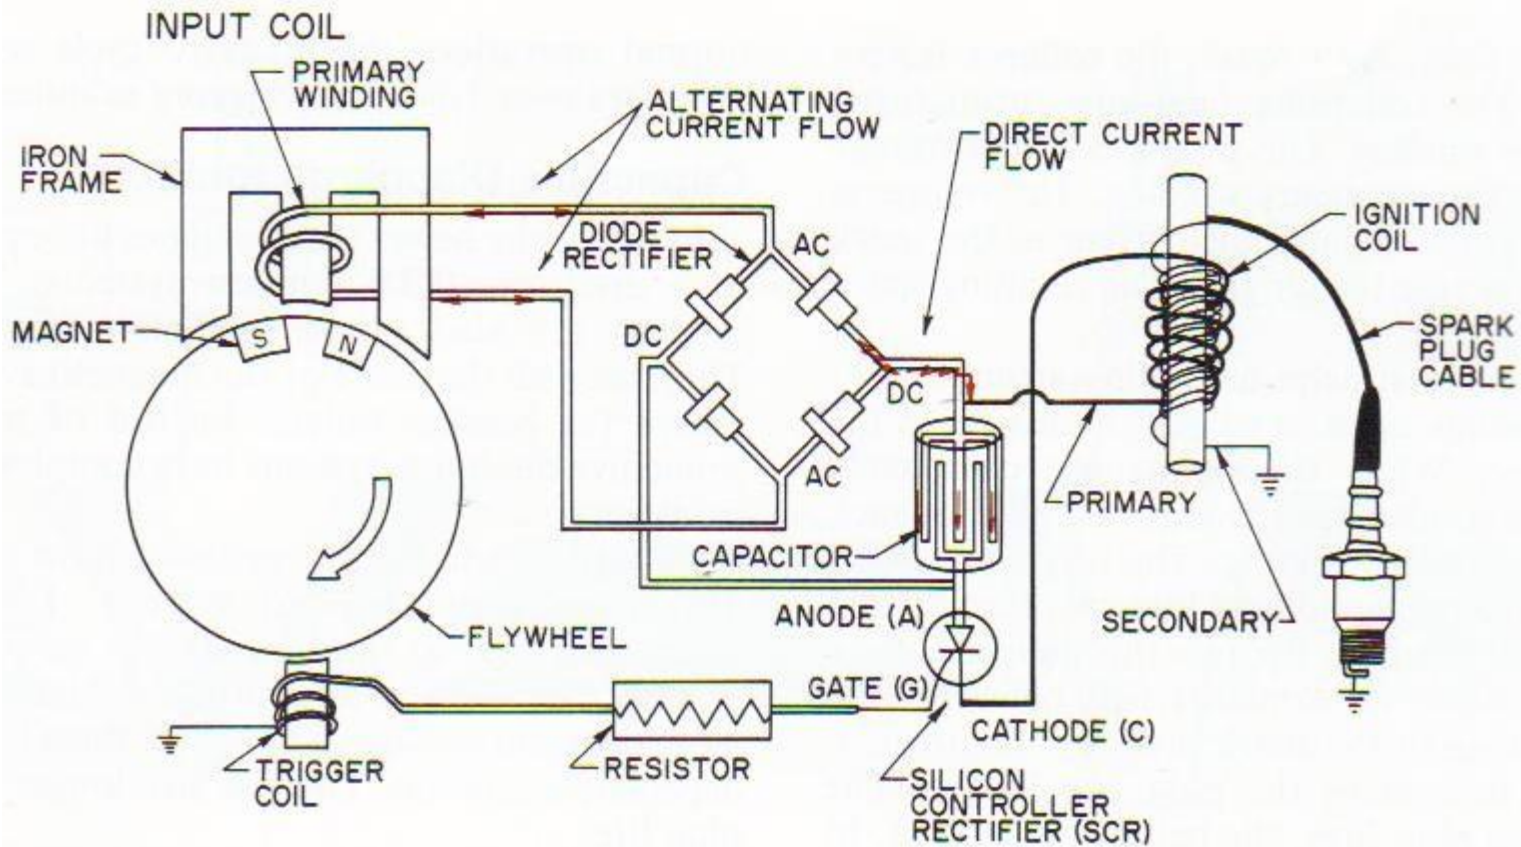 INPUT COIL
PRIMARY
WINDING
IRON
FRAME
ALTERNATING
CURRENT FLOW
DIRECT CURRENT
FLOW
IGNITION
COIL
DIODE
RECTIFIER
AC
MAGNET
S
N
DC
DC
SPARK
PLUG
CABLE
AC
PRIMARY
CAPACITOR
ANODE (A)
SECONDARY
FLYWHEEL
GATE (G)
CATHODE (C)
TRIGGER
COIL
RESISTOR
SILICON
CONTROLLER
RECTIFIER (SCR)